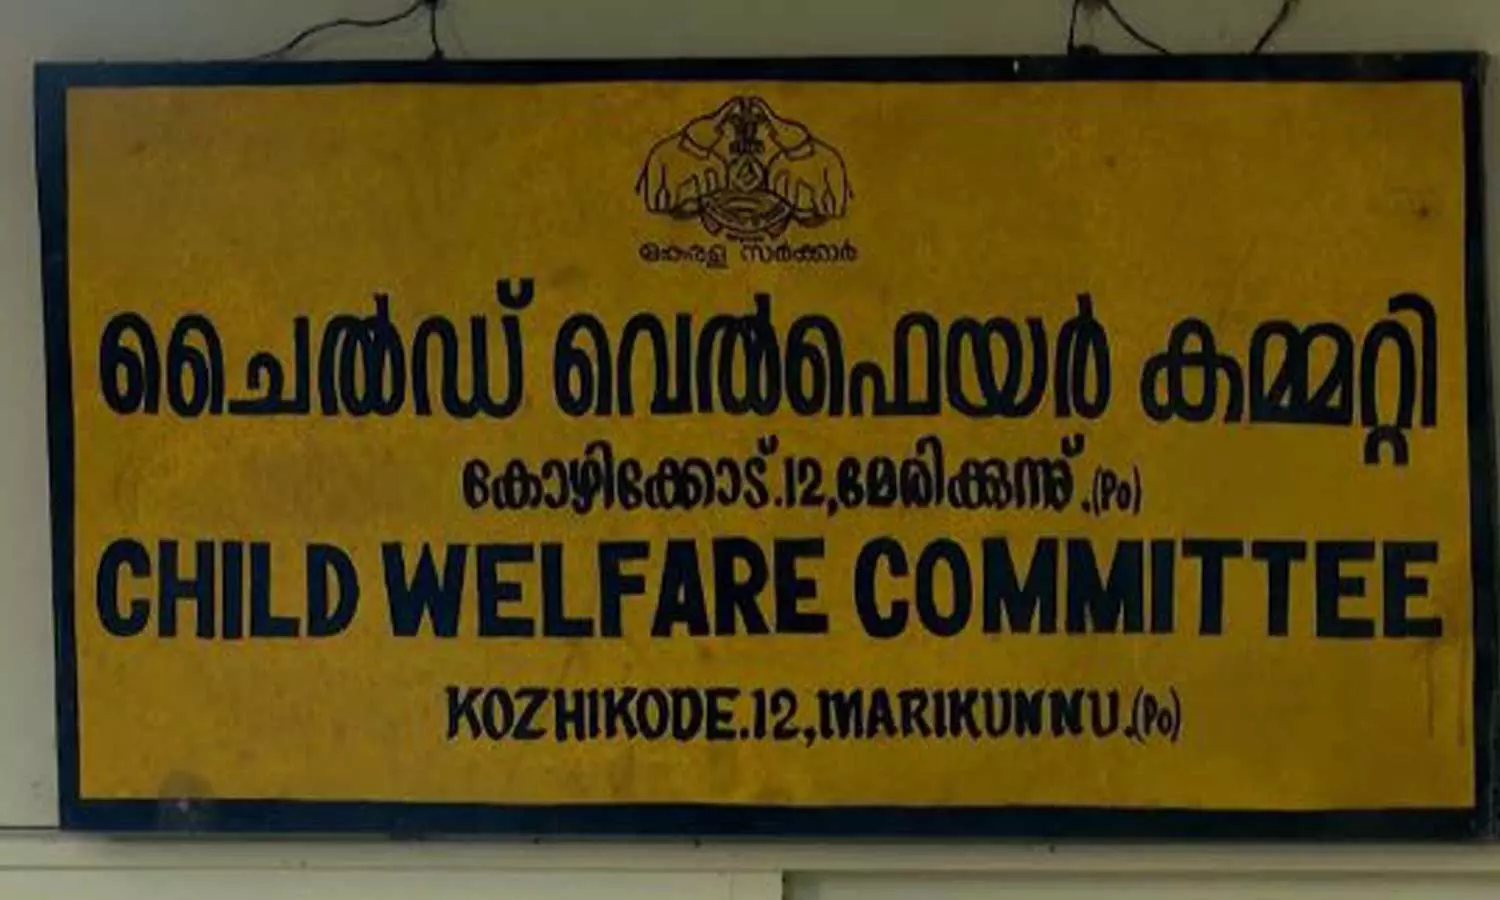 കേരള സർക്കാർ
ചൈൽഡ് വെൽഫെയർ കമ്മറ്റി
കോഴിക്കോട്.12,മേരിക്കുന്ന്.(Po)
CHILD WELFARE COMMITTEE
KOZHIKODE.12,MARIKUNNU.(Po)